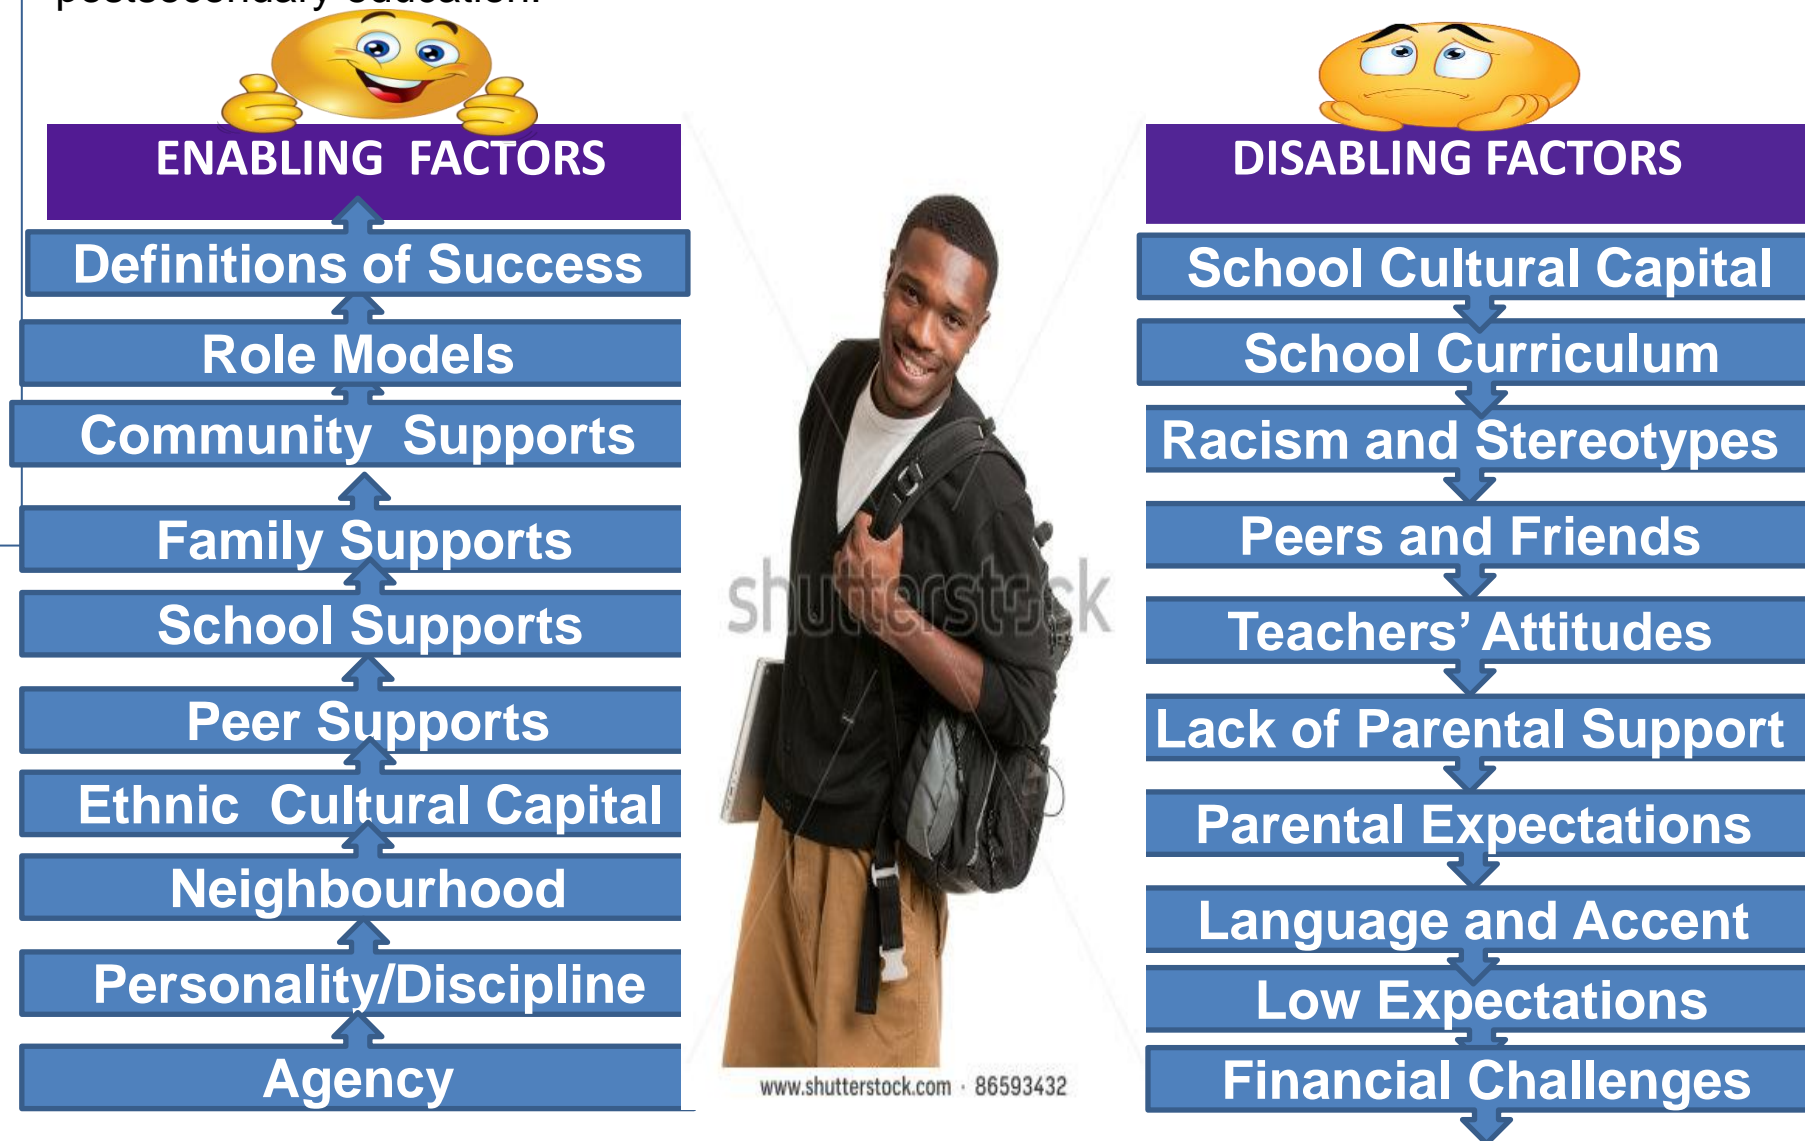 postsecondary education.
ENABLING FACTORS
Definitions of Success
Role Models
Community Supports
Family Supports
School Supports
Peer Supports
Ethnic Cultural Capital
Neighbourhood
Personality/Discipline
Agency
shutterstock
www.shutterstock.com · 86593432
DISABLING FACTORS
School Cultural Capital
School Curriculum
Racism and Stereotypes
Peers and Friends
Teachers’ Attitudes
Lack of Parental Support
Parental Expectations
Language and Accent
Low Expectations
Financial Challenges